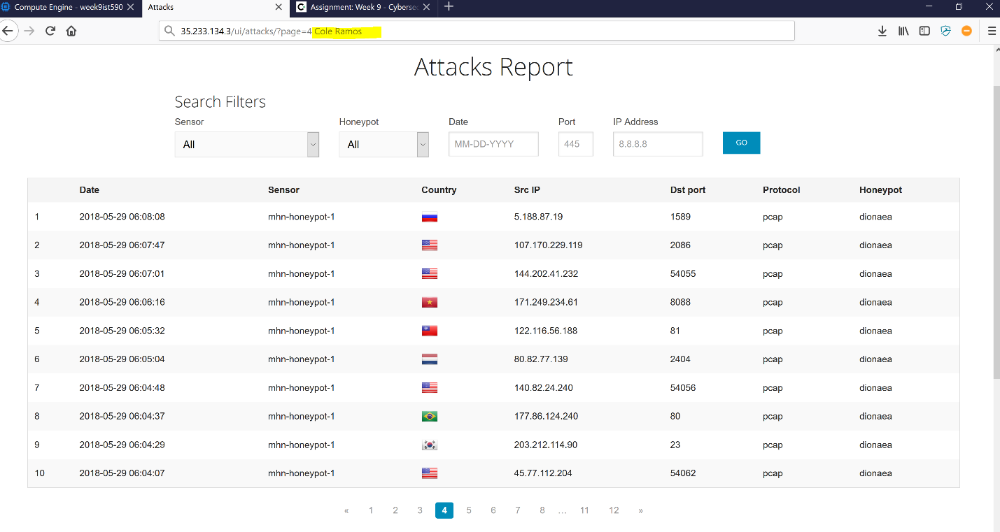 Compute Engine - week9ist590
Attacks
C Assignment: Week 9 - Cybersec
35.233.134.3/ui/attacks/?page=4 Cole Ramos
Attacks Report
Search Filters
Sensor Honeypot Date Port IP Address
All All MM-DD-YYYY 445 8.8.8.8 GO
Date Sensor Country Src IP Dst port Protocol Honeypot
1 2018-05-29 06:08:08 mhn-honeypot-1 5.188.87.19 1589 pcap dionaea
2 2018-05-29 06:07:47 mhn-honeypot-1 107.170.229.119 2086 pcap dionaea
3 2018-05-29 06:07:01 mhn-honeypot-1 144.202.41.232 54055 pcap dionaea
4 2018-05-29 06:06:16 mhn-honeypot-1 171.249.234.61 8088 pcap dionaea
5 2018-05-29 06:05:32 mhn-honeypot-1 122.116.56.188 81 pcap dionaea
6 2018-05-29 06:05:04 mhn-honeypot-1 80.82.77.139 2404 pcap dionaea
7 2018-05-29 06:04:48 mhn-honeypot-1 140.82.24.240 54056 pcap dionaea
8 2018-05-29 06:04:37 mhn-honeypot-1 177.86.124.240 80 pcap dionaea
9 2018-05-29 06:04:29 mhn-honeypot-1 203.212.114.90 23 pcap dionaea
10 2018-05-29 06:04:07 mhn-honeypot-1 45.77.112.204 54062 pcap dionaea
« 1 2 3 4 5 6 7 8 ... 11 12 »